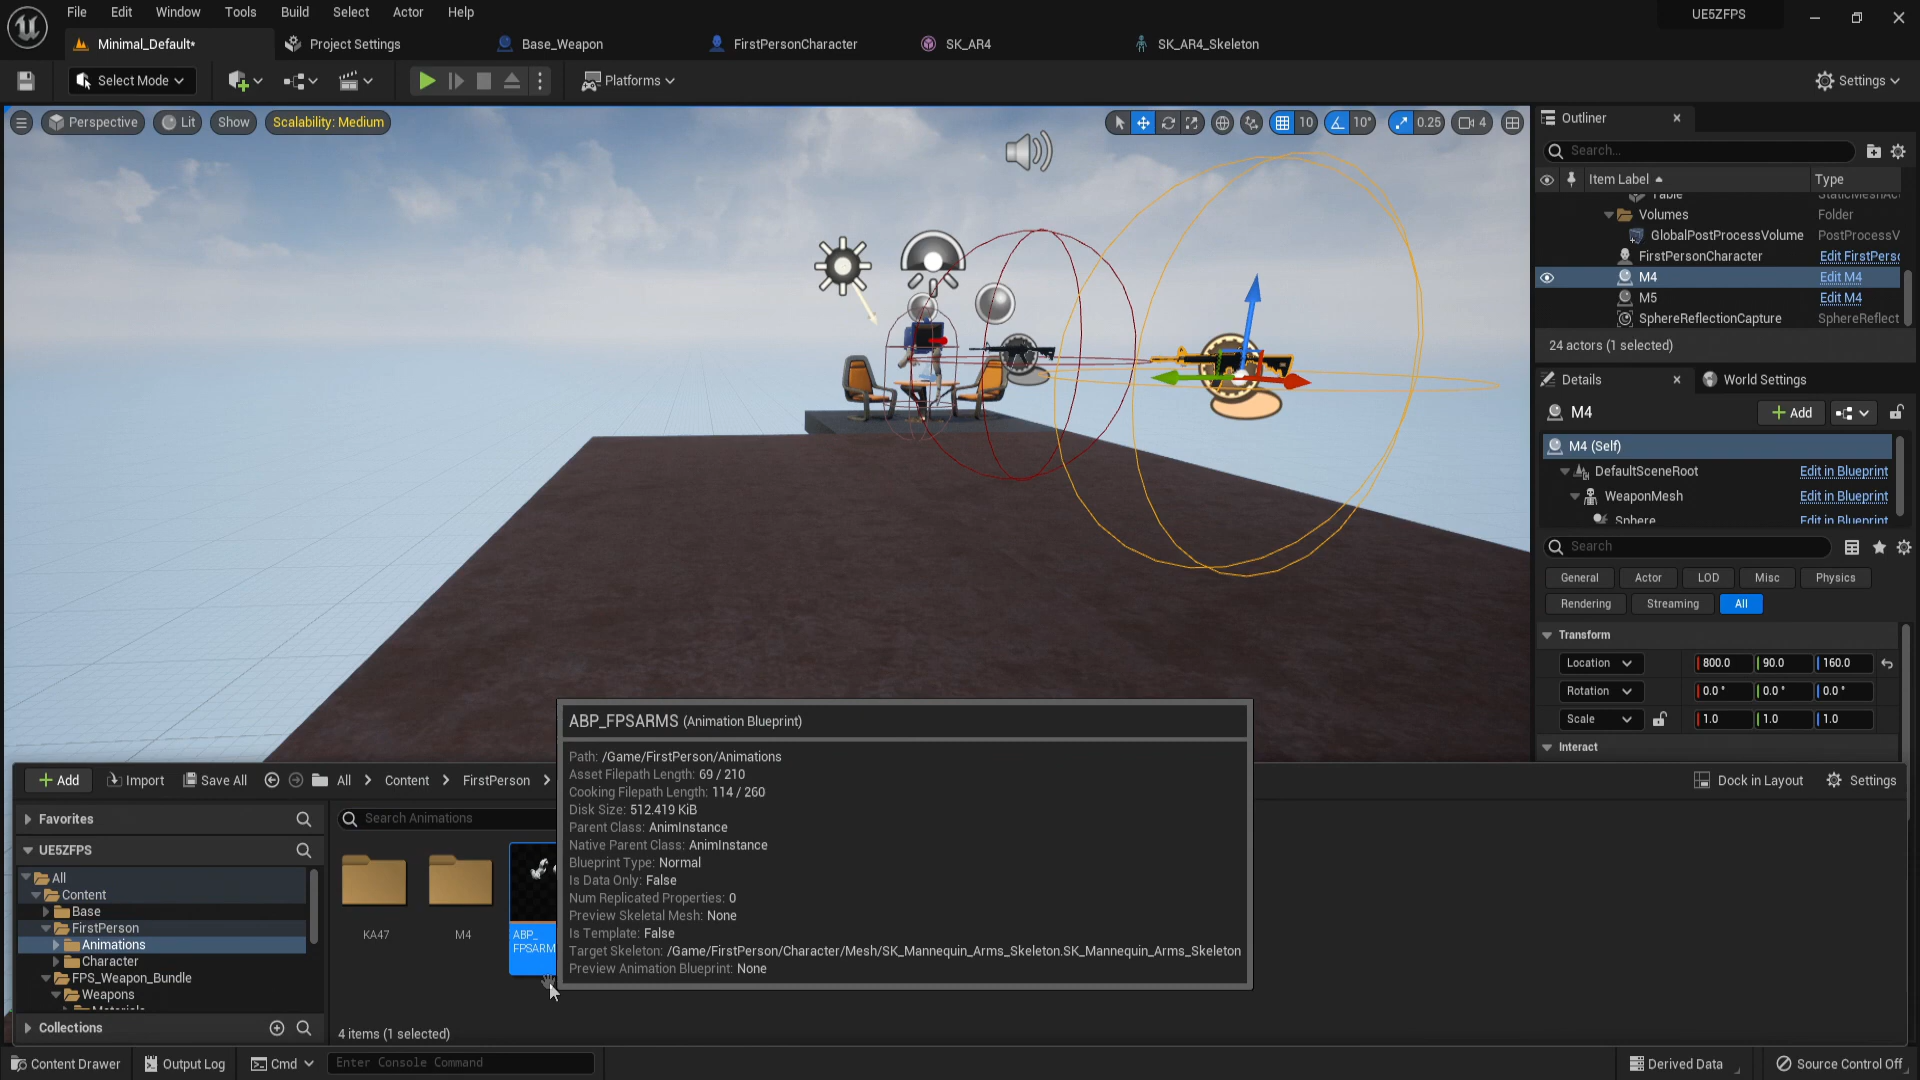 File Edit Window Tools Build Select Actor Help
UE5ZFPS
Minimal_Default*
Project Settings
Base_Weapon
FirstPersonCharacter
SK_AR4
SK_AR4_Skeleton
Select Mode
Platforms
Settings
Perspective
Lit
Show
Scalability: Medium
10
10°
0.25
4
Outliner
Search...
Item Label
Type
Table
Volumes Folder
GlobalPostProcessVolume PostProcessV
FirstPersonCharacter Edit FirstPerso
M4 Edit M4
M5 Edit M4
SphereReflectionCapture SphereReflect
24 actors (1 selected)
Details
World Settings
M4
Add
M4 (Self)
DefaultSceneRoot Edit in Blueprint
WeaponMesh Edit in Blueprint
Sphere Edit in Blueprint
Search
General Actor LOD Misc Physics
Rendering Streaming All
Transform
Location 800.0 90.0 160.0
Rotation 0.0° 0.0° 0.0°
Scale 1.0 1.0 1.0
Interact
ABP_FPSARMS (Animation Blueprint)
Path: /Game/FirstPerson/Animations
Asset Filepath Length: 69 / 210
Cooking Filepath Length: 114 / 260
Disk Size: 512.419 KiB
Parent Class: AnimInstance
Native Parent Class: AnimInstance
Blueprint Type: Normal
Is Data Only: False
Num Replicated Properties: 0
Preview Skeletal Mesh: None
Is Template: False
Target Skeleton: /Game/FirstPerson/Character/Mesh/SK_Mannequin_Arms_Skeleton.SK_Mannequin_Arms_Skeleton
Preview Animation Blueprint: None
Add
Import
Save All
All
Content
FirstPerson
Dock in Layout
Settings
Favorites
UE5ZFPS
All
Content
Base
FirstPerson
Animations
Character
FPS_Weapon_Bundle
Weapons
Collections
Search Animations
KA47
M4
ABP_
FPSARM
4 items (1 selected)
Content Drawer
Output Log
Cmd
Enter Console Command
Derived Data
Source Control Off